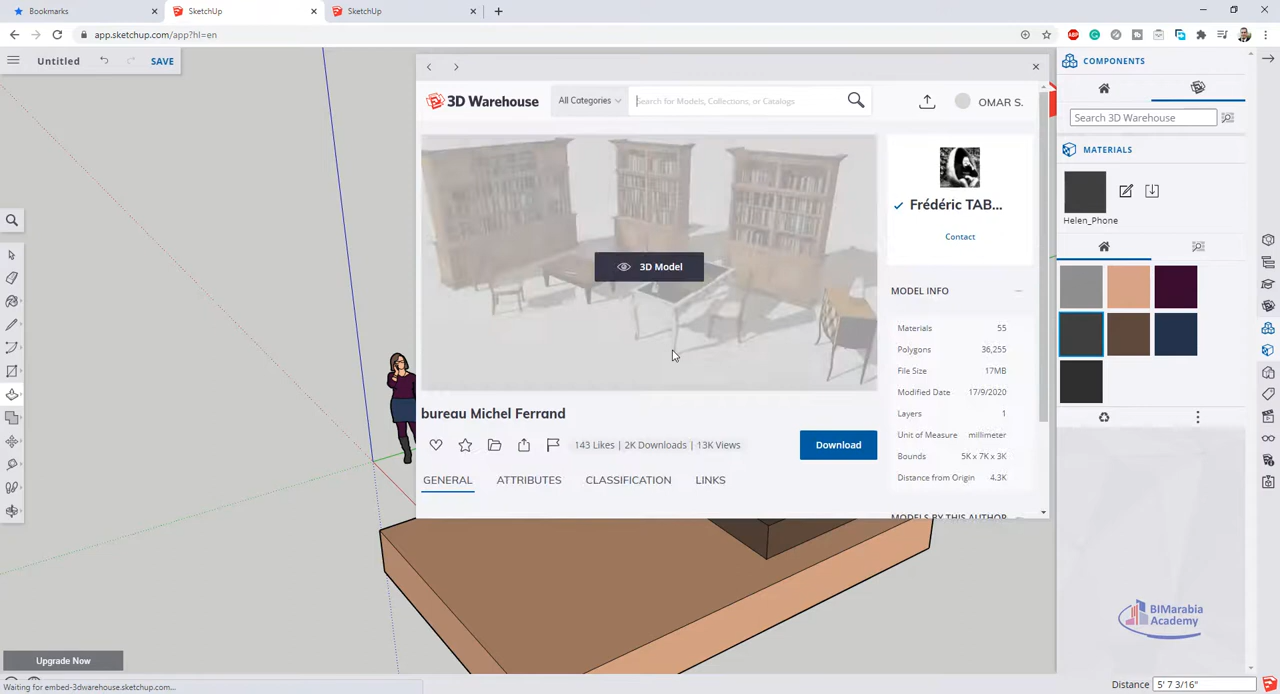 Bookmarks
SketchUp
SketchUp
app.sketchup.com/app?hl=en
Untitled
SAVE
3D Warehouse
All Categories
Search for Models, Collections, or Catalogs
OMAR S.
3D Model
Frédéric TAB...
Contact
MODEL INFO
Materials 55
Polygons 36,255
File Size 17MB
Modified Date 17/9/2020
Layers 1
Unit of Measure millimeter
Bounds 5K x 7K x 3K
Distance from Origin 4.3K
MODELS BY THIS AUTHOR
bureau Michel Ferrand
143 Likes | 2K Downloads | 13K Views
Download
GENERAL
ATTRIBUTES
CLASSIFICATION
LINKS
COMPONENTS
Search 3D Warehouse
MATERIALS
Helen_Phone
BIMarabia
Academy
Upgrade Now
Waiting for embed-3dwarehouse.sketchup.com...
Distance 5' 7 3/16"